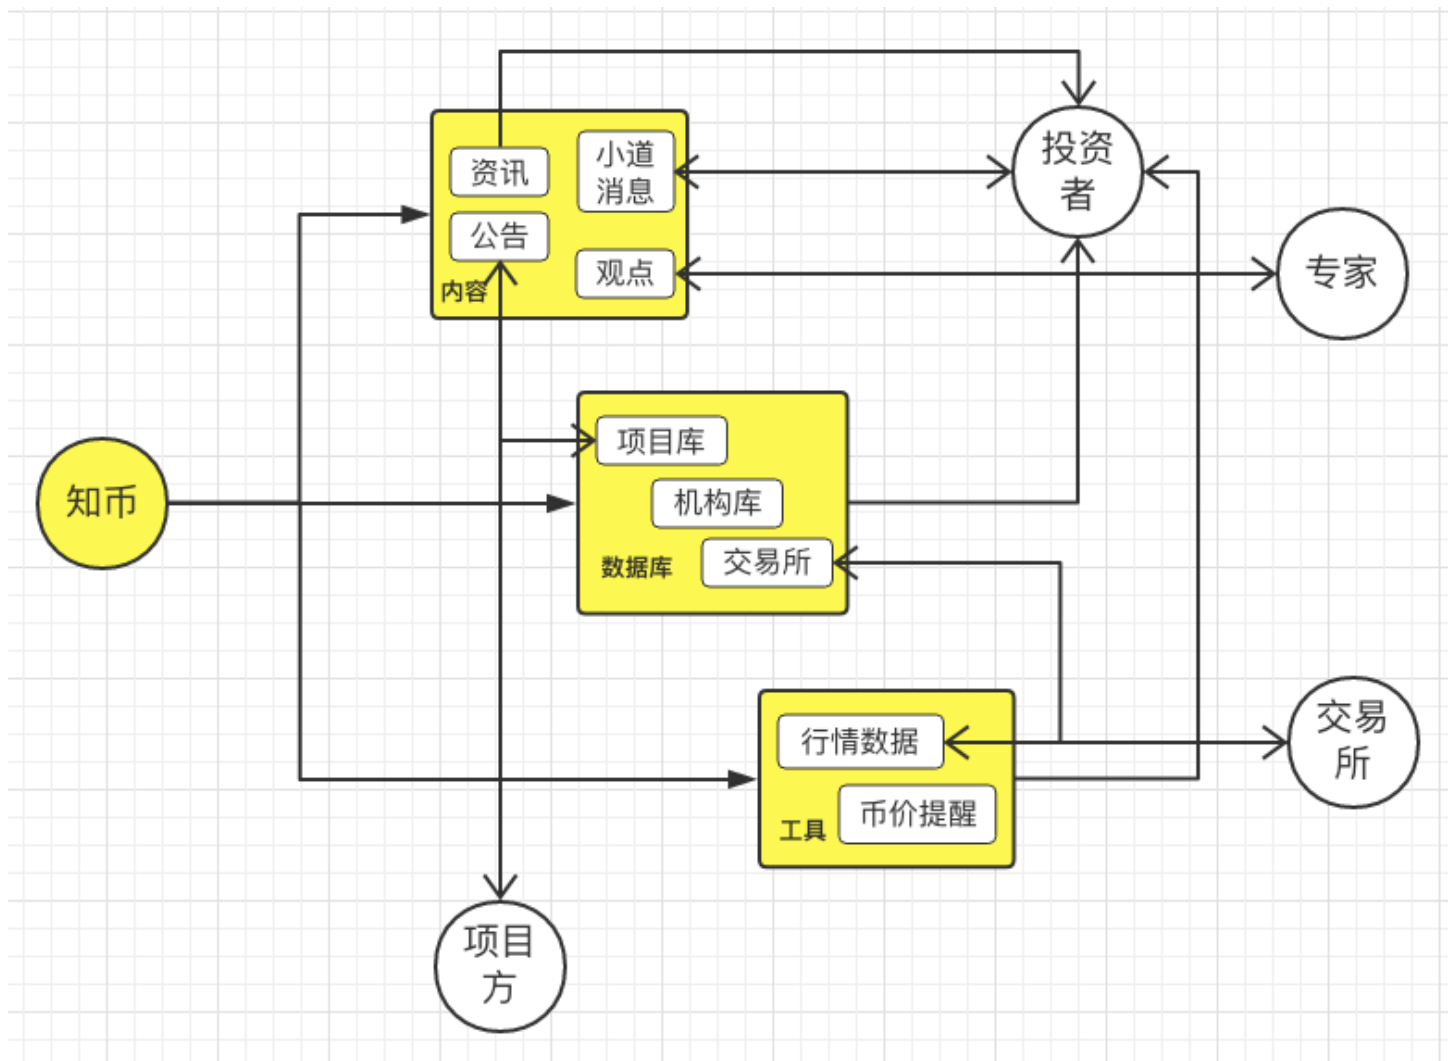 投资
者
小道
消息
资讯
公告
观点
内容
专家
项目库
知币
机构库
交易所
数据库
交易
所
行情数据
币价提醒
工具
项目
方